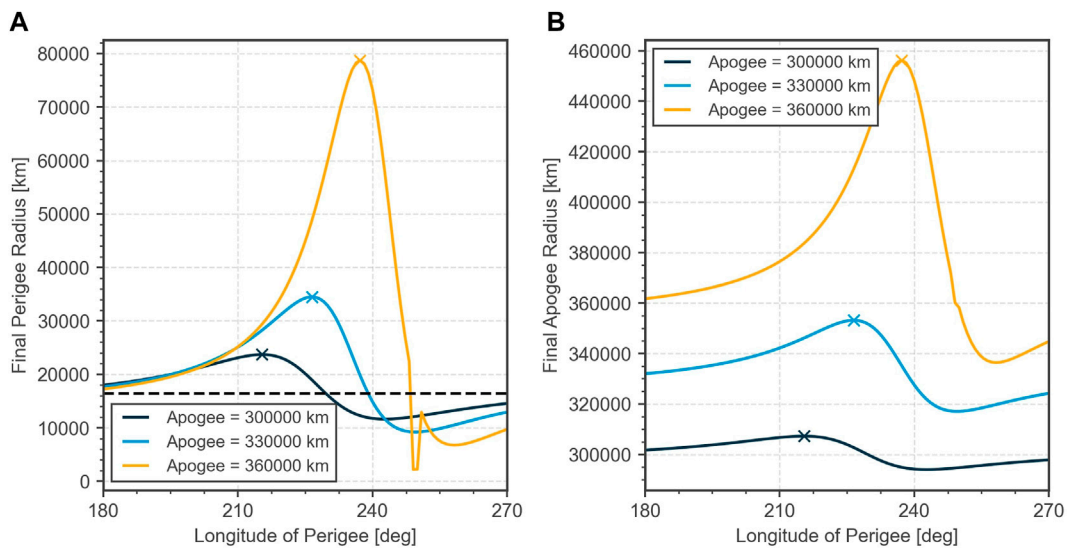 A
80000
70000
60000
50000
40000
30000
20000
10000
0
Final Perigee Radius [km]
Apogee = 300000 km
Apogee = 330000 km
Apogee = 360000 km
180
210
240
270
Longitude of Perigee [deg]
B
460000
440000
420000
400000
380000
360000
340000
320000
300000
Final Apogee Radius [km]
Apogee = 300000 km
Apogee = 330000 km
Apogee = 360000 km
180
210
240
270
Longitude of Perigee [deg]